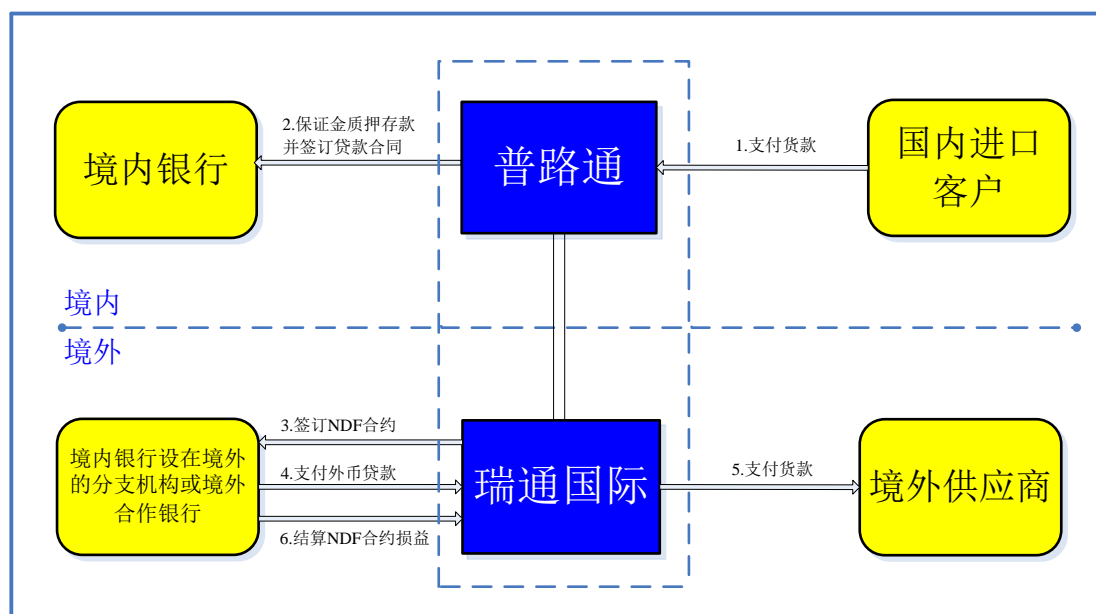 境内银行
2.保证金质押存款
并签订贷款合同
普路通
1.支付货款
国内进口
客户
境内
境外
境内银行设在境外
的分支机构或境外
合作银行
3.签订NDF合约
4.支付外币贷款
6.结算NDF合约损益
瑞通国际
5.支付货款
境外供应商